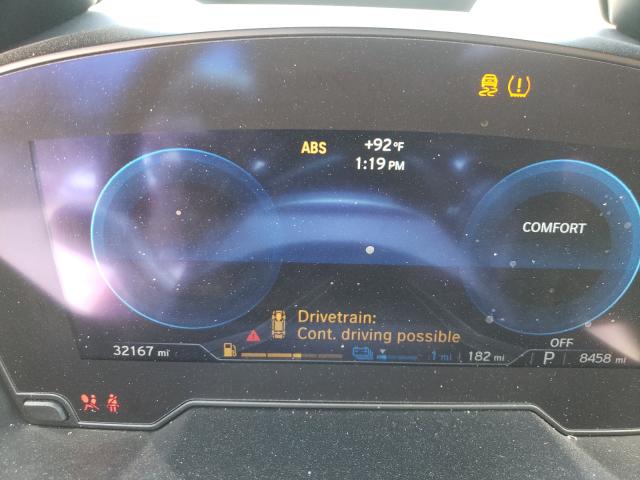 ABS
+92°F
1:19 PM
COMFORT
Drivetrain:
Cont. driving possible
OFF
32167 mi
1 mi
182 mi
P
8458 mi